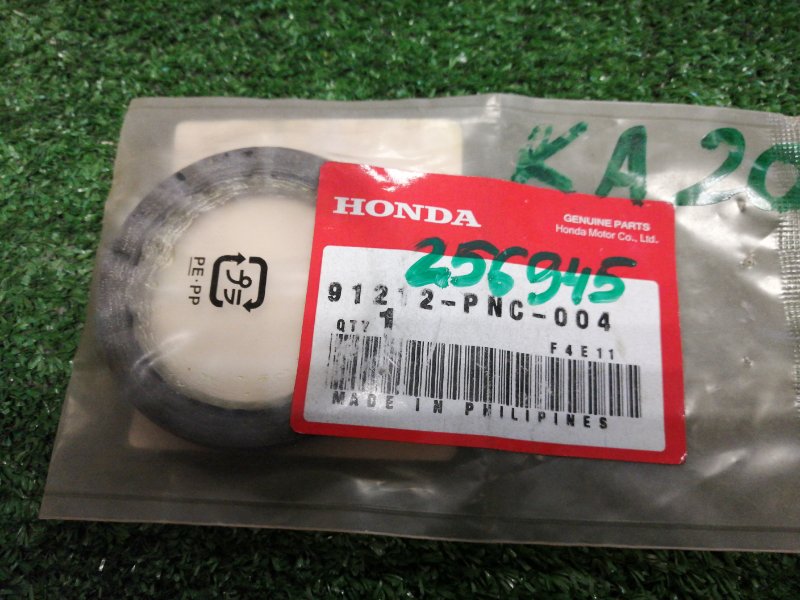 KA20
HONDA
GENUINE PARTS
Honda Motor Co., Ltd.
256945
91212-PNC-004
QTY 1
F4E11
MADE IN PHILIPINES
プラ
PE·PP